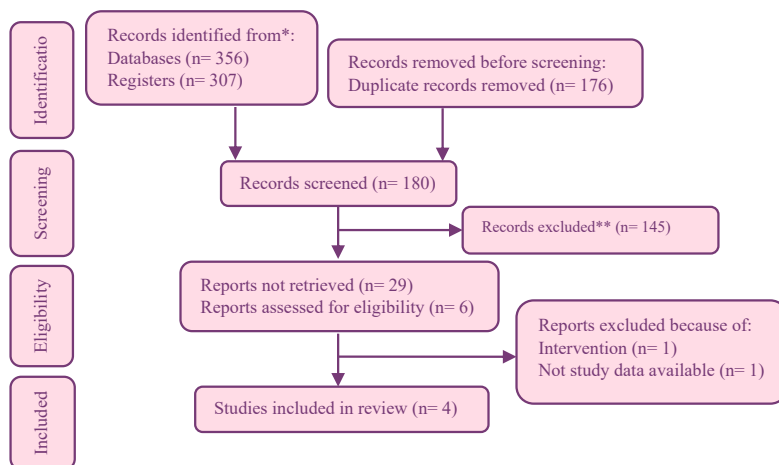 Identificatio
Records identified from*:
Databases (n= 356)
Registers (n= 307)
Records removed before screening:
Duplicate records removed (n= 176)
Screening
Records screened (n= 180)
Records excluded** (n= 145)
Eligibility
Reports not retrieved (n= 29)
Reports assessed for eligibility (n= 6)
Reports excluded because of:
Intervention (n= 1)
Not study data available (n= 1)
Included
Studies included in review (n= 4)